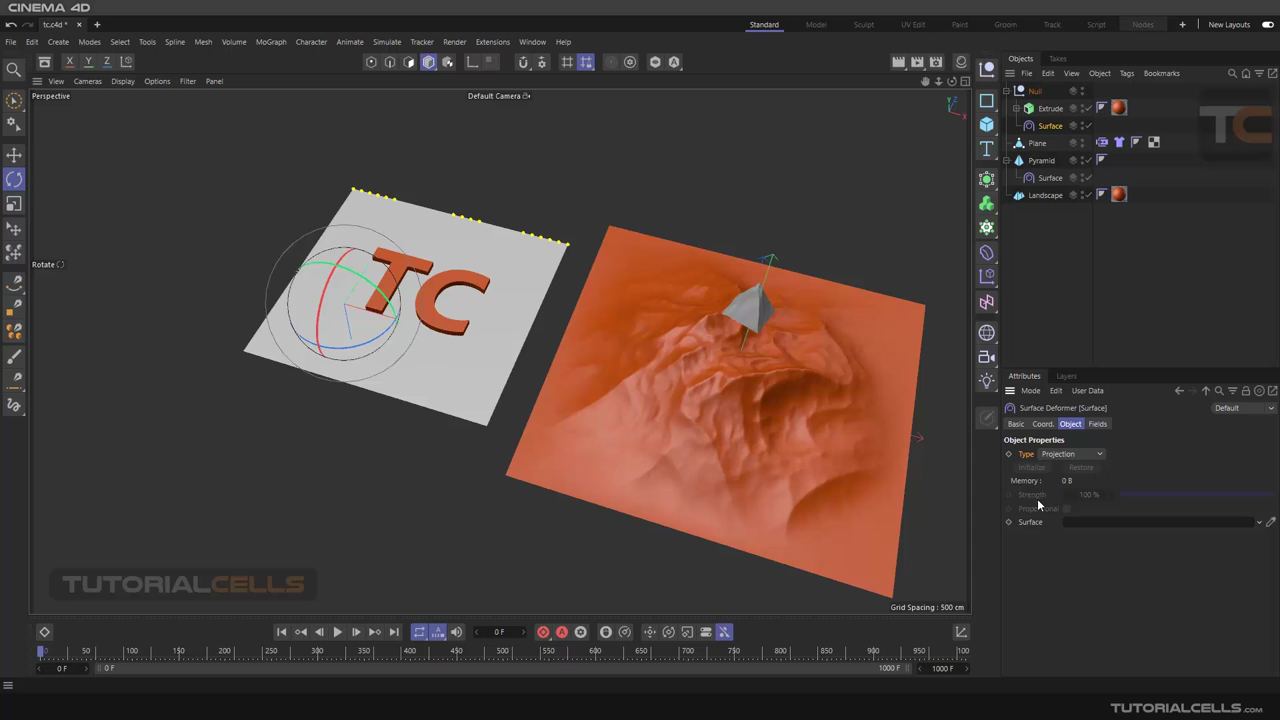 CINEMA 4D
tc.c4d *
Standard Model Sculpt UV Edit Paint Groom Track Script Nodes New Layouts
File Edit Create Modes Select Tools Spline Mesh Volume MoGraph Character Animate Simulate Tracker Render Extensions Window Help
X Y Z
Objects Takes
File Edit View Object Tags Bookmarks
View Cameras Display Options Filter Panel
Perspective
Default Camera
Null
Extrude
Surface
Plane
Pyramid
Surface
Landscape
TC
Rotate
TC
Attributes Layers
Mode Edit User Data
Surface Deformer [Surface]
Default
Basic Coord. Object Fields
Object Properties
Type Projection
Initialize Restore
Memory : 0 B
Strength 100 %
Surface
TUTORIALCELLS
Grid Spacing : 500 cm
0 F
0 50 100 150 200 250 300 350 400 450 500 550 600 650 700 750 800 850 900 950 100
0 F 0 F 1000 F 1000 F
TUTORIALCELLS.com